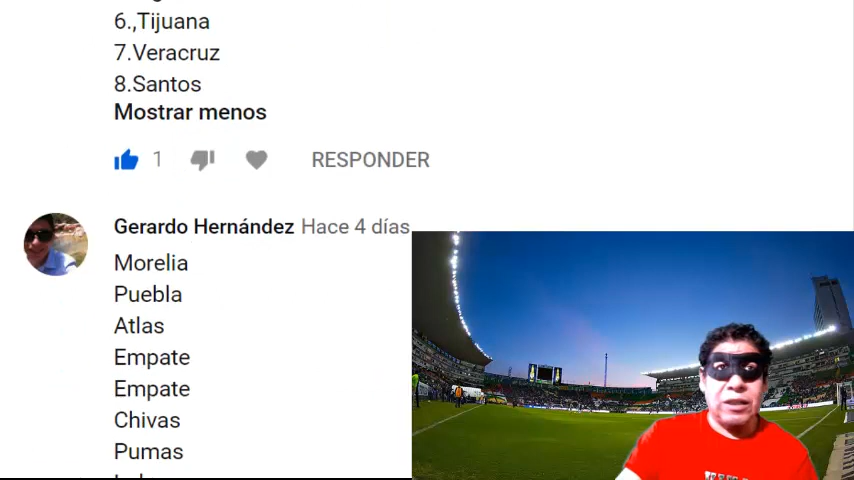 6.,Tijuana
7.Veracruz
8.Santos
Mostrar menos
1 RESPONDER
Gerardo Hernández Hace 4 días
Morelia
Puebla
Atlas
Empate
Empate
Chivas
Pumas